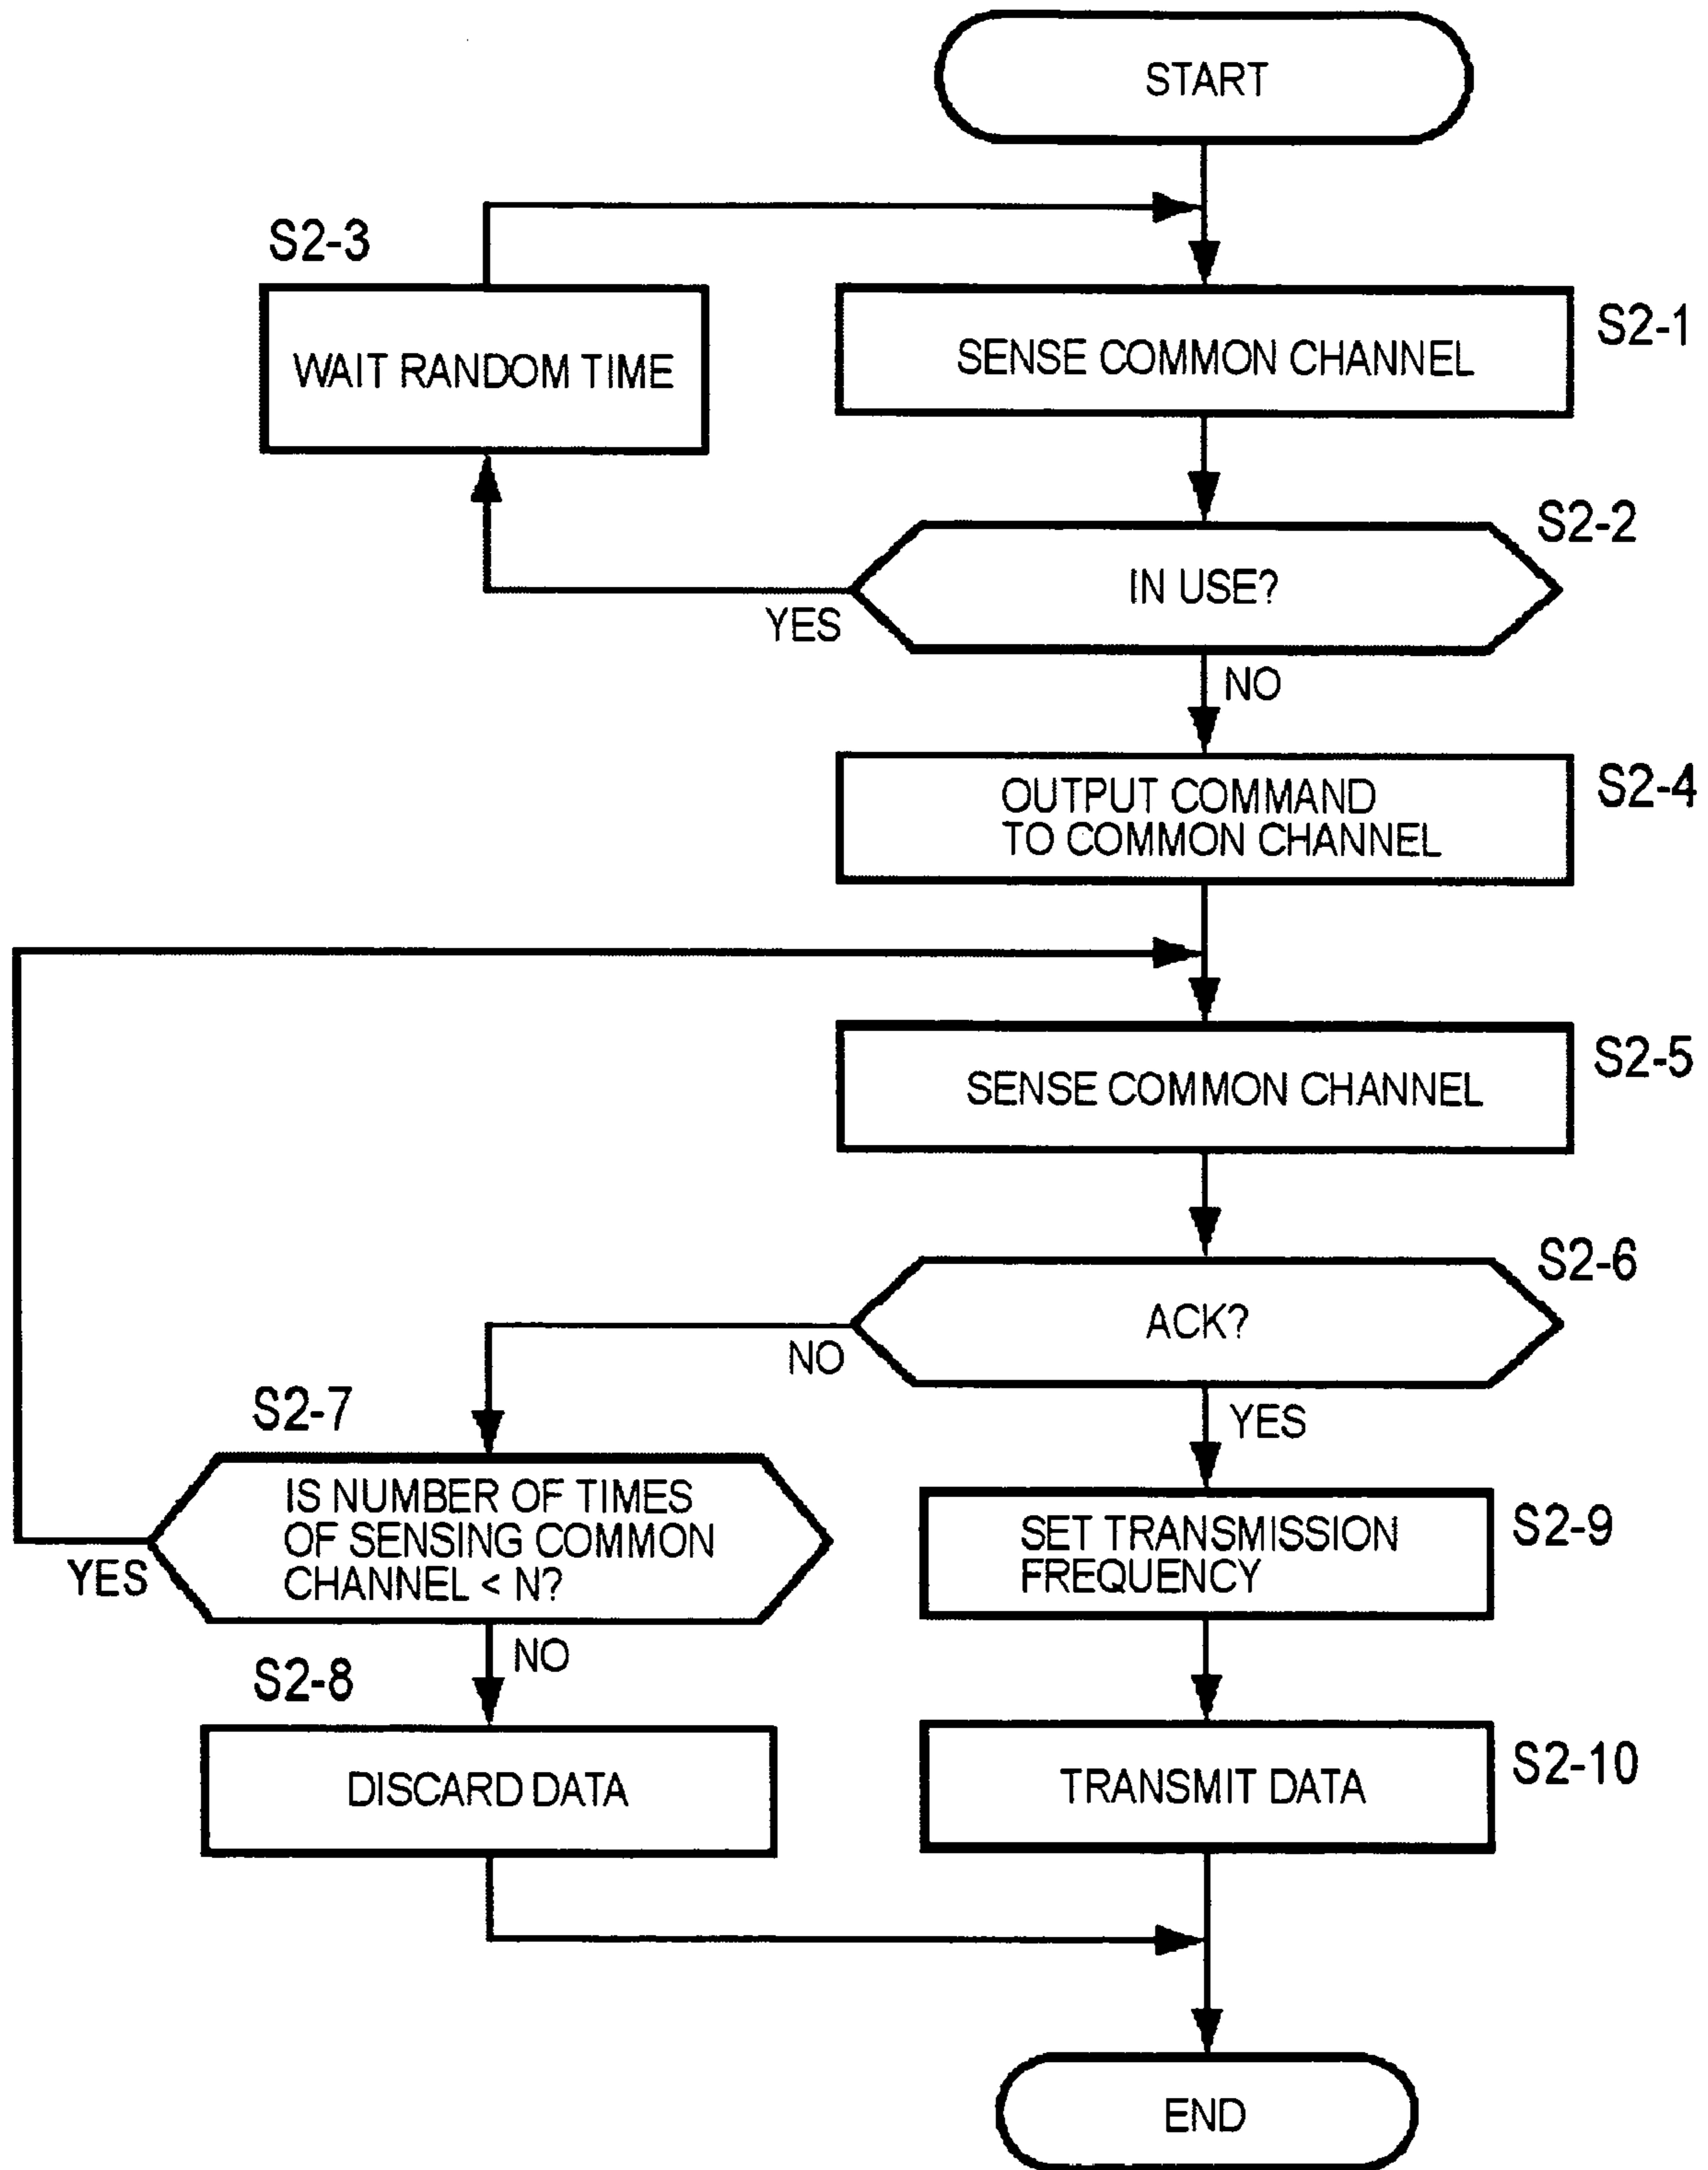 START
S2-3
WAIT RANDOM TIME
SENSE COMMON CHANNEL
S2-1
S2-2
IN USE?
YES
NO
OUTPUT COMMAND
TO COMMON CHANNEL
S2-4
SENSE COMMON CHANNEL
S2-5
S2-6
ACK?
NO
YES
S2-7
IS NUMBER OF TIMES
OF SENSING COMMON
CHANNEL < N?
YES
NO
SET TRANSMISSION
FREQUENCY
S2-9
S2-8
DISCARD DATA
TRANSMIT DATA
S2-10
END